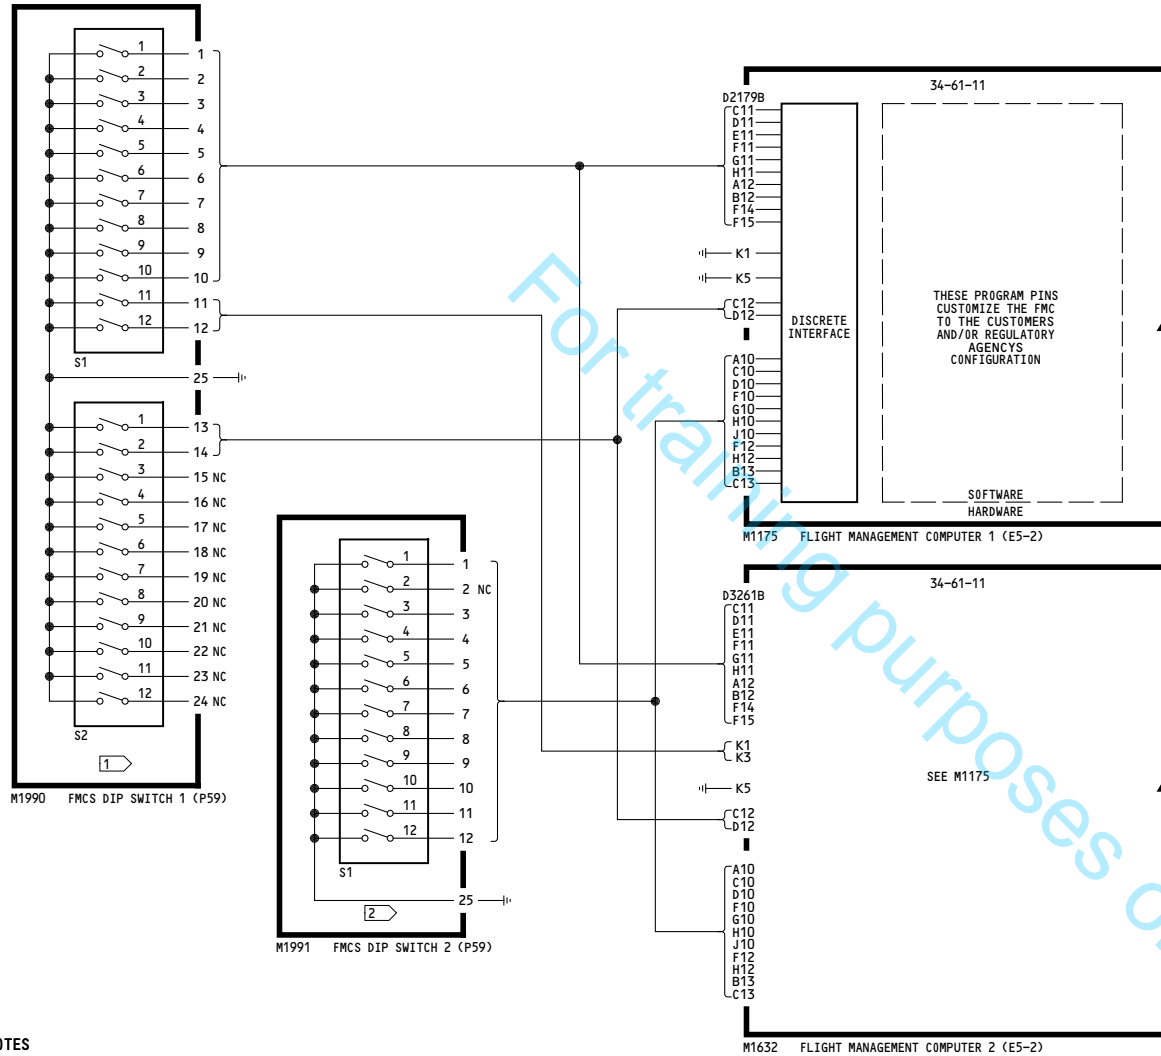 1
2
3
4
5
6
7
8
9
10
11
12
S1
1
2
3
4
5
6
7
8
9
10
11
12
25
1
2
3
4
5
6
7
8
9
10
11
12
S2
13
14
15 NC
16 NC
17 NC
18 NC
19 NC
20 NC
21 NC
22 NC
23 NC
24 NC
1
M1990 FMCS DIP SWITCH 1 (P59)
1
2
3
4
5
6
7
8
9
10
11
12
S1
1
2 NC
3
4
5
6
7
8
9
10
11
12
25
2
M1991 FMCS DIP SWITCH 2 (P59)
34-61-11
D2179B
C11
D11
E11
F11
G11
H11
A12
B12
F14
F15
K1
K5
C12
D12
A10
C10
D10
F10
G10
H10
J10
F12
H12
B13
C13
DISCRETE
INTERFACE
THESE PROGRAM PINS
CUSTOMIZE THE FMC
TO THE CUSTOMERS
AND/OR REGULATORY
AGENCYS
CONFIGURATION
SOFTWARE
HARDWARE
M1175 FLIGHT MANAGEMENT COMPUTER 1 (E5-2)
34-61-11
D3261B
C11
D11
E11
F11
G11
H11
A12
B12
F14
F15
K1
K3
K5
C12
D12
A10
C10
D10
F10
G10
H10
J10
F12
H12
B13
C13
SEE M1175
M1632 FLIGHT MANAGEMENT COMPUTER 2 (E5-2)
OTES
For training purposes o